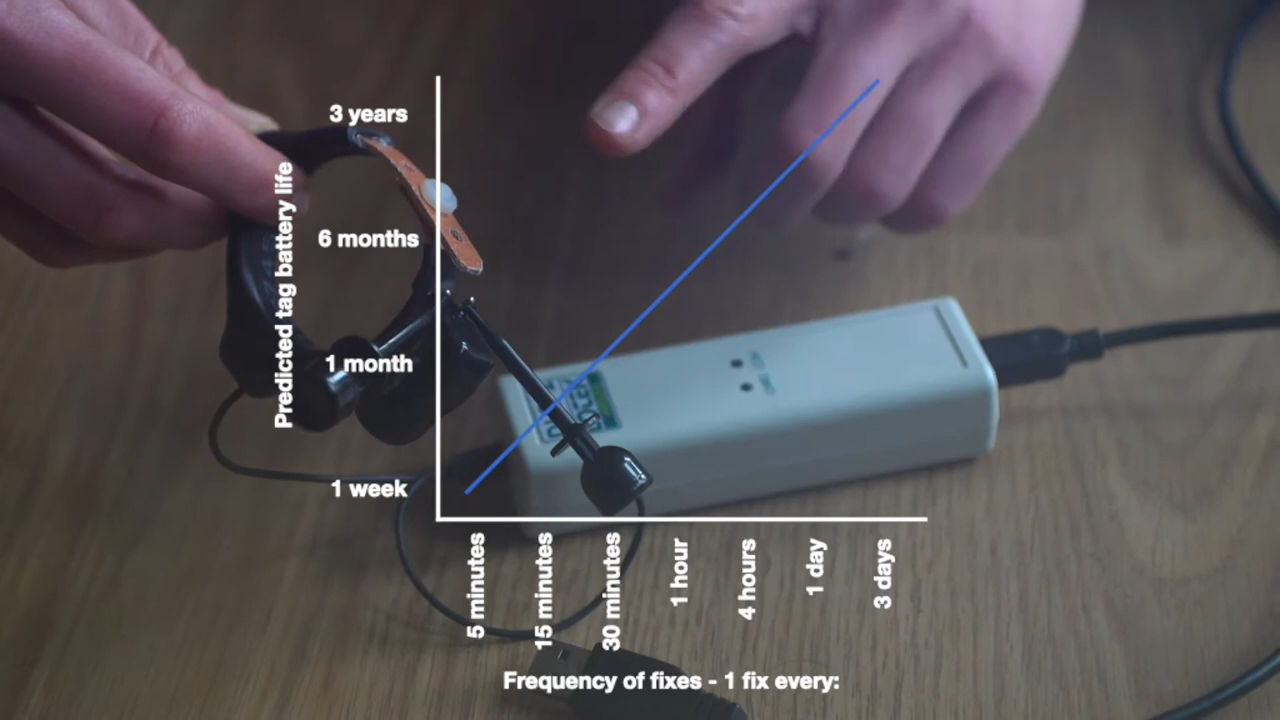 3 years
6 months
1 month
1 week
Predicted tag battery life
5 minutes
15 minutes
30 minutes
1 hour
4 hours
1 day
3 days
Frequency of fixes - 1 fix every: